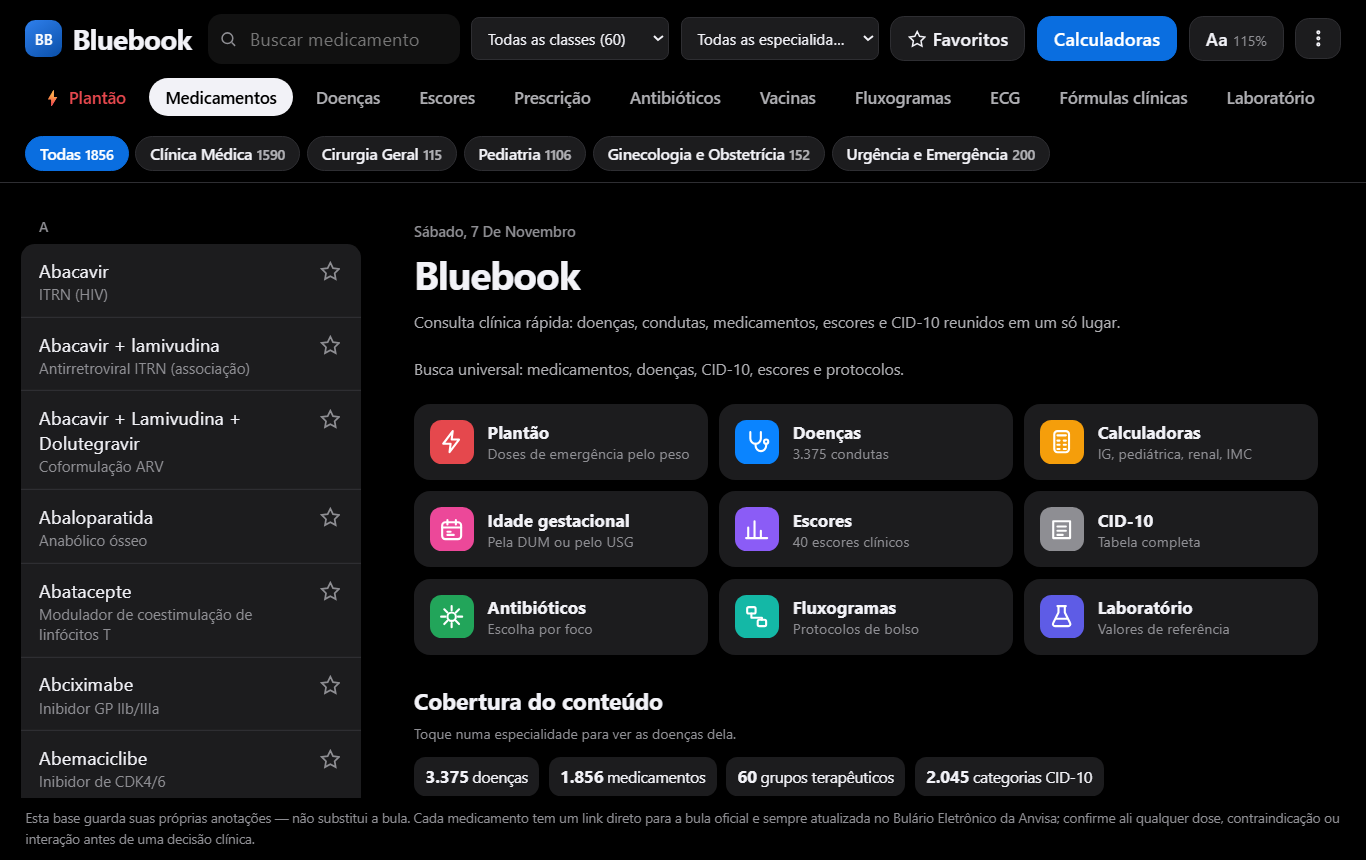 BB Bluebook
Buscar medicamento
Todas as classes (60)
Todas as especialida...
Favoritos
Calculadoras
Aa 115%
Plantão
Medicamentos
Doenças
Escores
Prescrição
Antibióticos
Vacinas
Fluxogramas
ECG
Fórmulas clínicas
Laboratório
Todas 1856
Clínica Médica 1590
Cirurgia Geral 115
Pediatria 1106
Ginecologia e Obstetrícia 152
Urgência e Emergência 200
A
Abacavir
ITRN (HIV)
Abacavir + lamivudina
Antirretroviral ITRN (associação)
Abacavir + Lamivudina +
Dolutegravir
Coformulação ARV
Abaloparatida
Anabólico ósseo
Abatacepte
Modulador de coestimulação de
linfócitos T
Abciximabe
Inibidor GP IIb/IIIa
Abemaciclibe
Inibidor de CDK4/6
Sábado, 7 De Novembro
Bluebook
Consulta clínica rápida: doenças, condutas, medicamentos, escores e CID-10 reunidos em um só lugar.
Busca universal: medicamentos, doenças, CID-10, escores e protocolos.
Plantão
Doses de emergência pelo peso
Doenças
3.375 condutas
Calculadoras
IG, pediátrica, renal, IMC
Idade gestacional
Pela DUM ou pelo USG
Escores
40 escores clínicos
CID-10
Tabela completa
Antibióticos
Escolha por foco
Fluxogramas
Protocolos de bolso
Laboratório
Valores de referência
Cobertura do conteúdo
Toque numa especialidade para ver as doenças dela.
3.375 doenças
1.856 medicamentos
60 grupos terapêuticos
2.045 categorias CID-10
Esta base guarda suas próprias anotações — não substitui a bula. Cada medicamento tem um link direto para a bula oficial e sempre atualizada no Bulário Eletrônico da Anvisa; confirme ali qualquer dose, contraindicação ou
interação antes de uma decisão clínica.